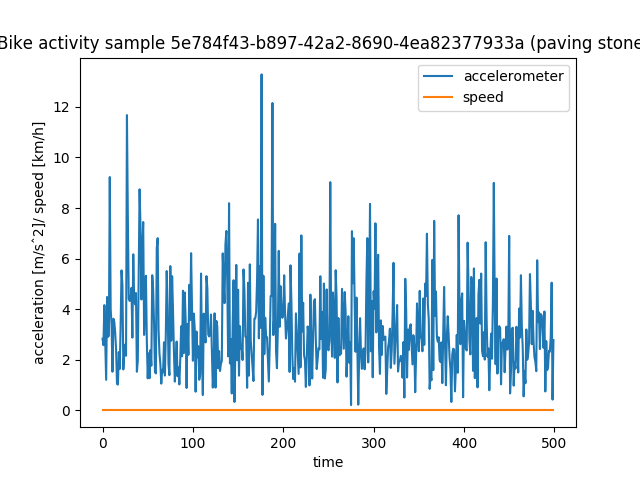 Bike activity sample 5e784f43-b897-42a2-8690-4ea82377933a (paving stone
accelerometer
speed
acceleration [m/s^2]/ speed [km/h]
12
10
8
6
4
2
0
0 100 200 300 400 500
time